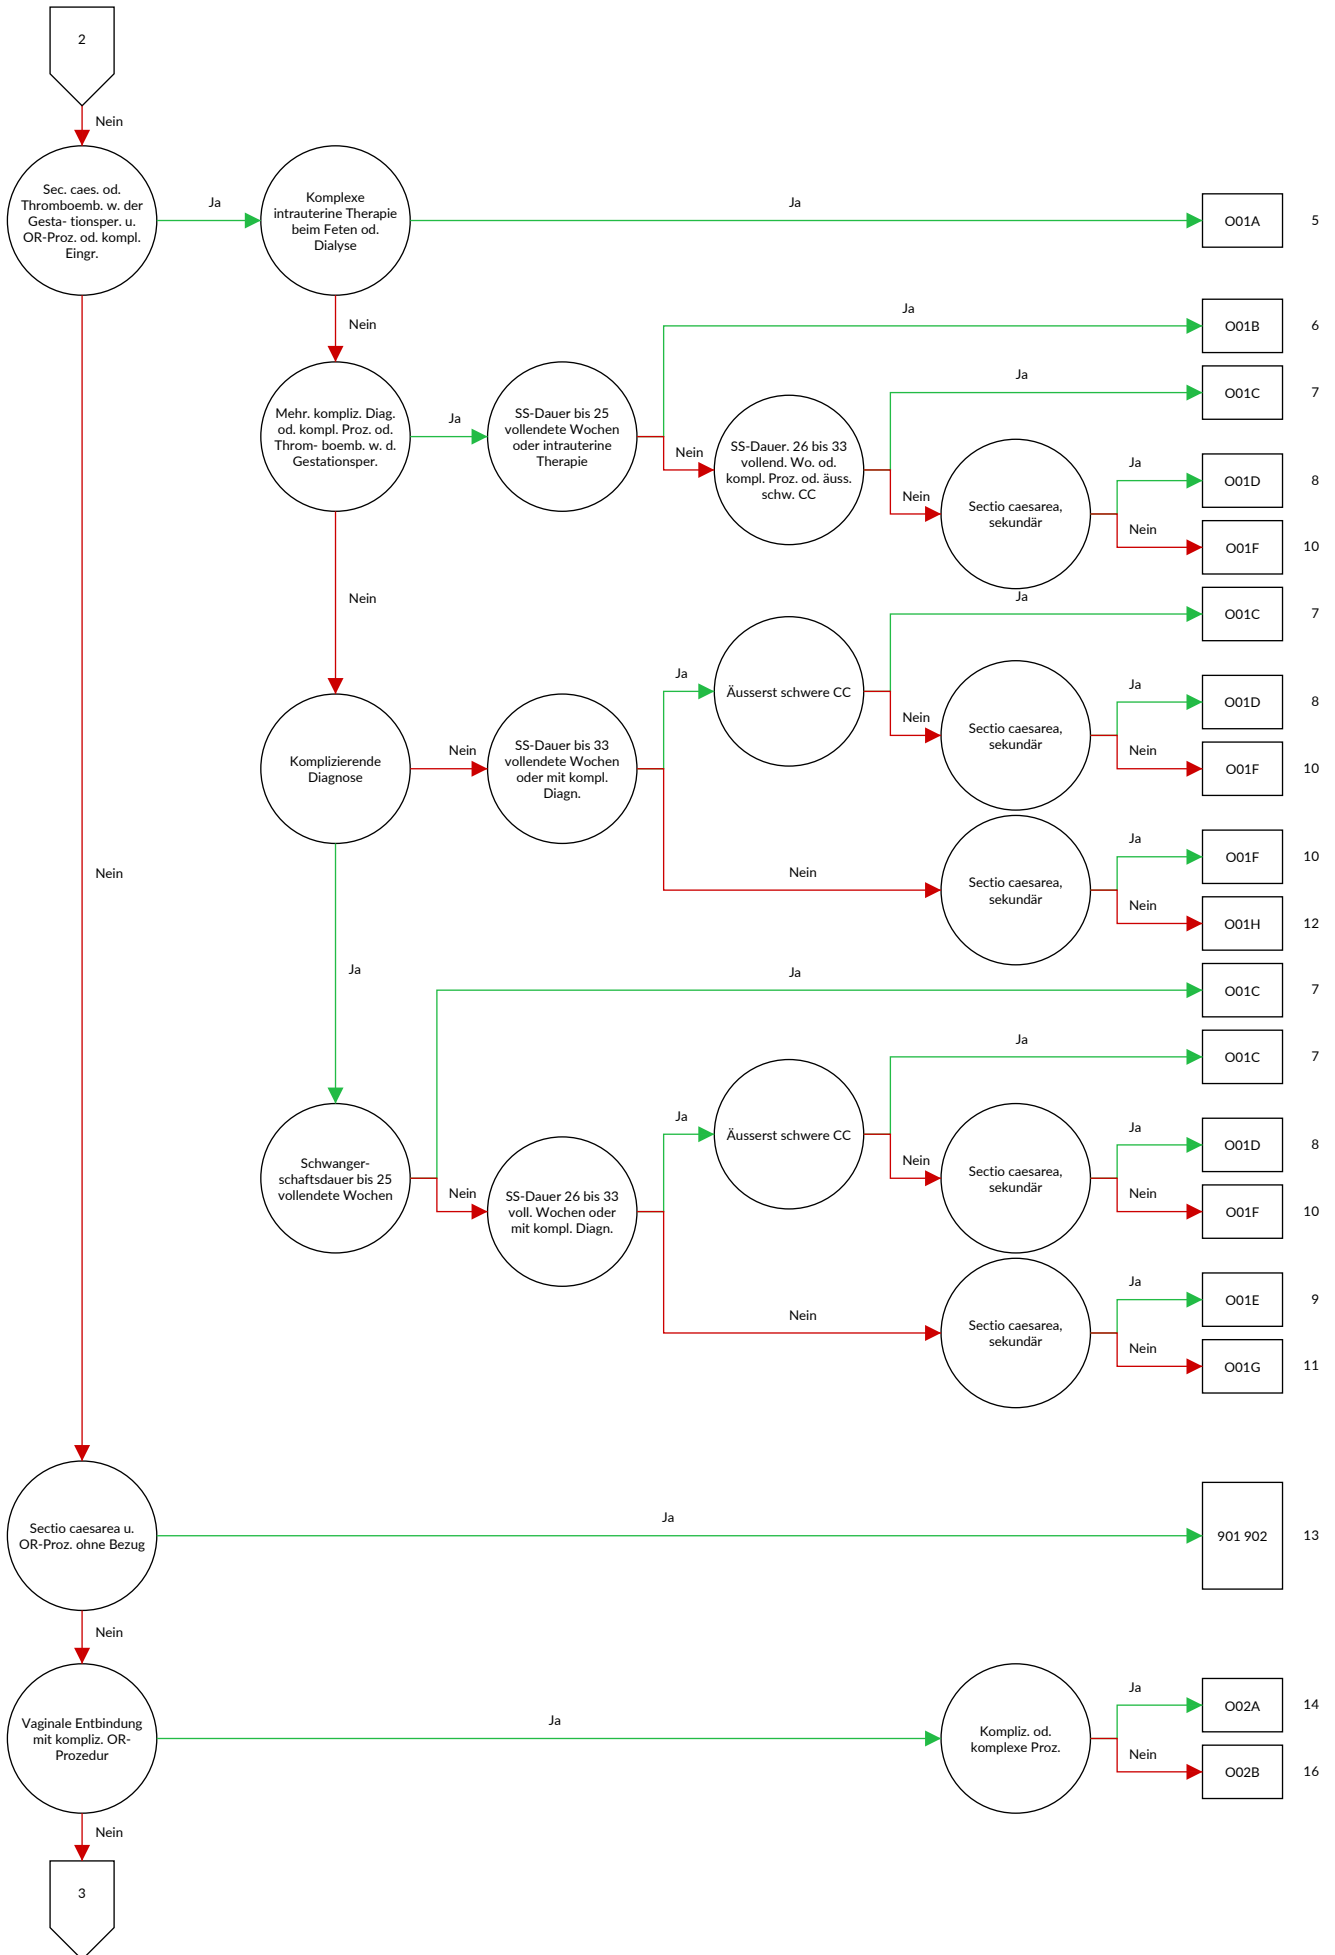 2
Nein
Sec. caes. od.
Thromboemb. w. der
Gesta- tionsper. u.
OR-Proz. od. kompl.
Eingr.
Ja
Komplexe
intrauterine Therapie
beim Feten od.
Dialyse
Ja
O01A
5
Nein
Mehr. kompliz. Diag.
od. kompl. Proz. od.
Throm- boemb. w. d.
Gestationsper.
Ja
SS-Dauer bis 25
vollendete Wochen
oder intrauterine
Therapie
Ja
O01B
6
Nein
SS-Dauer. 26 bis 33
vollend. Wo. od.
kompl. Proz. od. äuss.
schw. CC
Ja
O01C
7
Nein
Sectio caesarea,
sekundär
Ja
O01D
8
Nein
O01F
10
Nein
Komplizierende
Diagnose
Nein
SS-Dauer bis 33
vollendete Wochen
oder mit kompl.
Diagn.
Ja
Äusserst schwere CC
Ja
O01C
7
Nein
Sectio caesarea,
sekundär
Ja
O01D
8
Nein
O01F
10
Nein
Sectio caesarea,
sekundär
Ja
O01F
10
Nein
O01H
12
Ja
Schwanger-
schaftsdauer bis 25
vollendete Wochen
Ja
O01C
7
Nein
SS-Dauer 26 bis 33
voll. Wochen oder
mit kompl. Diagn.
Ja
Äusserst schwere CC
Ja
O01C
7
Nein
Sectio caesarea,
sekundär
Ja
O01D
8
Nein
O01F
10
Nein
Sectio caesarea,
sekundär
Ja
O01E
9
Nein
O01G
11
Nein
Sectio caesarea u.
OR-Proz. ohne Bezug
Ja
901 902
13
Nein
Vaginale Entbindung
mit kompliz. OR-
Prozedur
Ja
Kompliz. od.
komplexe Proz.
Ja
O02A
14
Nein
O02B
16
Nein
3